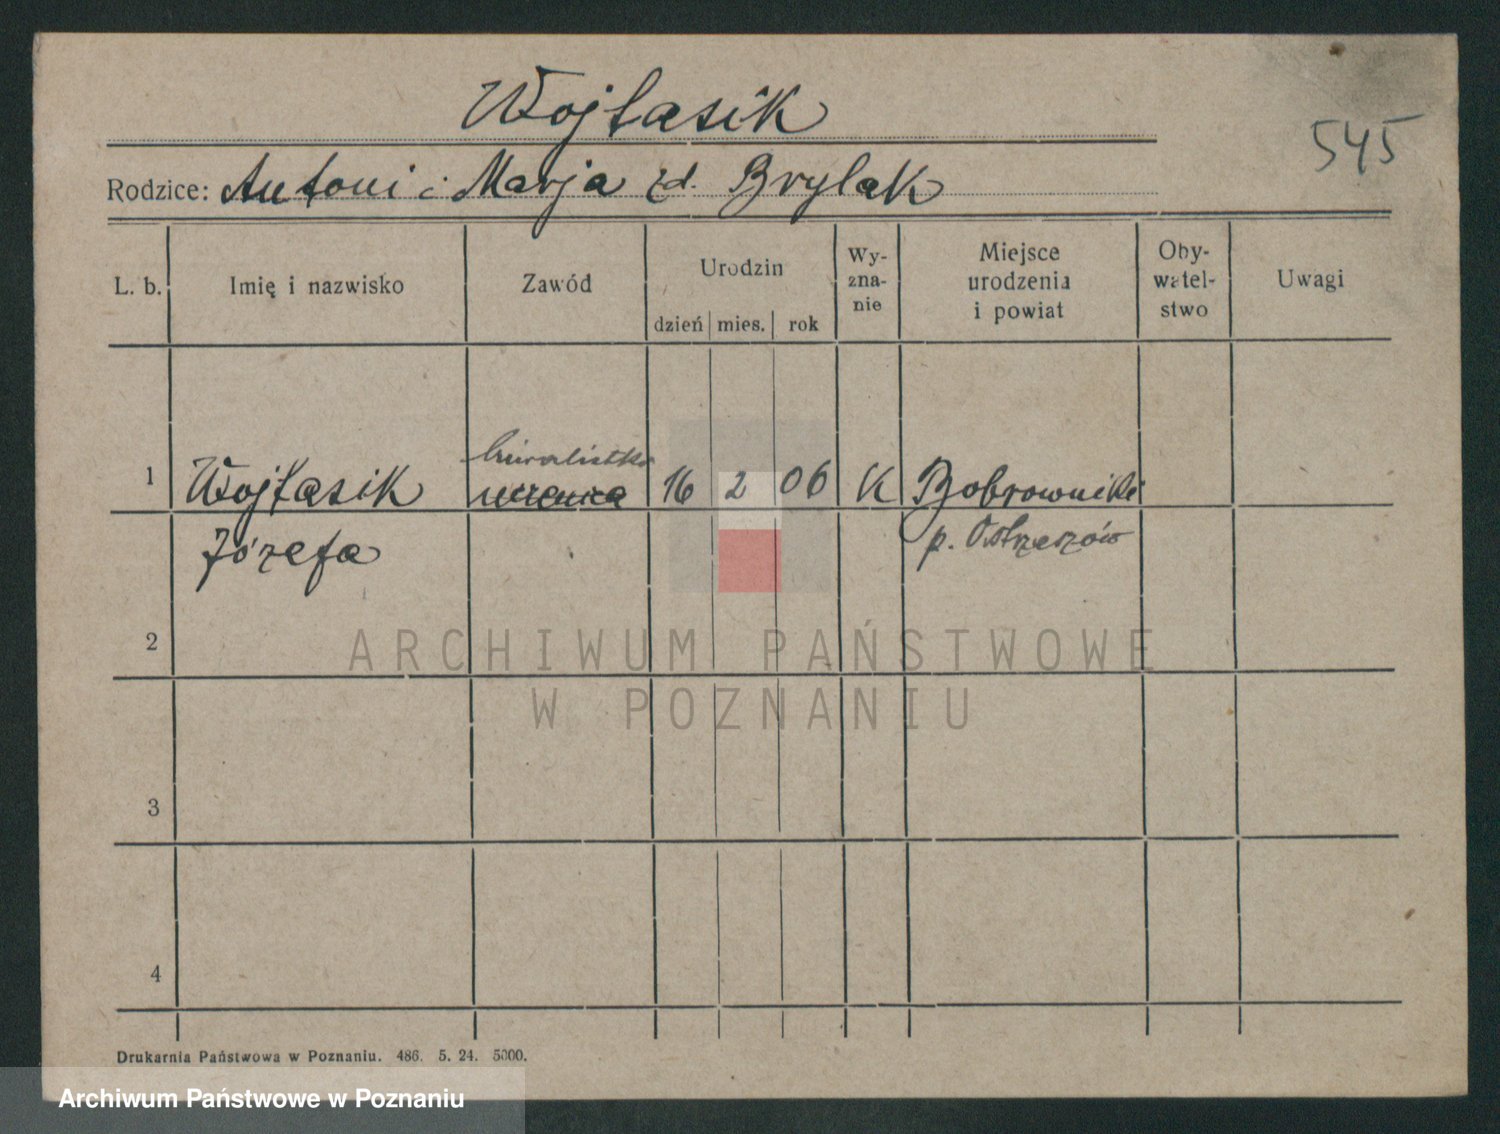 Wojtasik
545
Rodzice: Antoni i Marja zd. Brylak
L. b. Imię i nazwisko Zawód Urodzin dzień mies. rok Wy-zna-nie Miejsce urodzenia i powiat Oby-watel-stwo Uwagi
biuralistka
1 Wojtasik uczenica 16 2 06 K Bobrowniki
Józefa p. Ostrzeszów
2
ARCHIWUM PAŃSTWOWE
W POZNANIU
3
4
Drukarnia Państwowa w Poznaniu. 486. 5. 24. 5000.
Archiwum Państwowe w Poznaniu